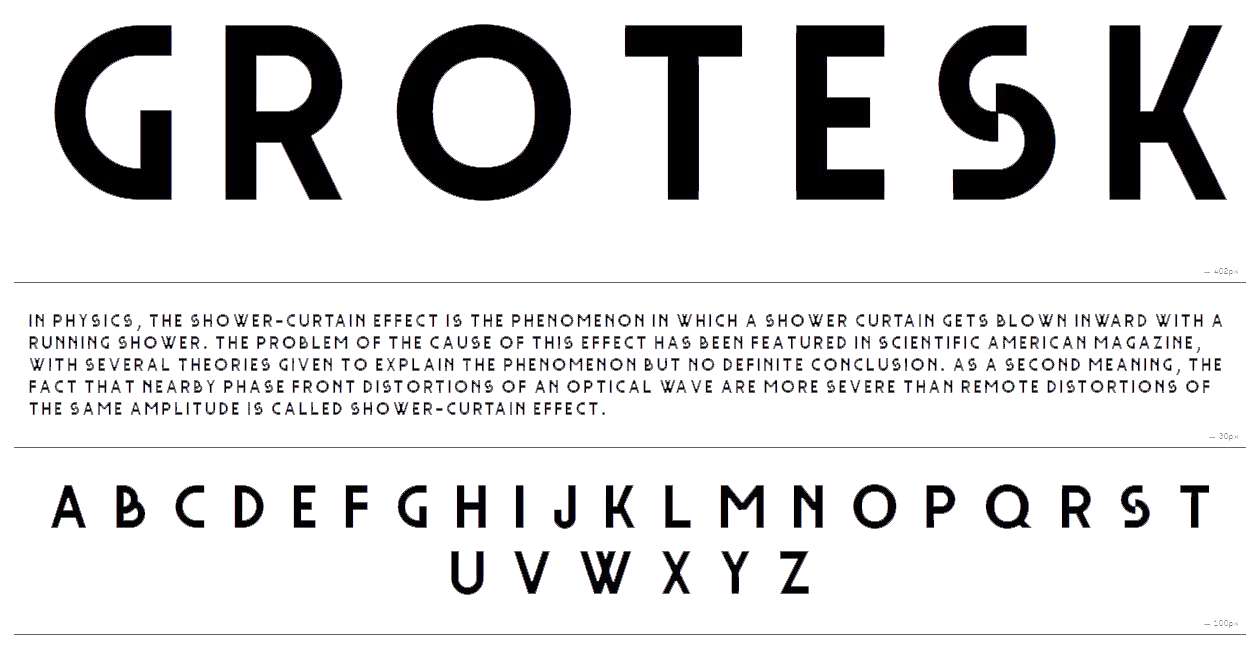 GROTESK
— 402px
IN PHYSICS, THE SHOWER-CURTAIN EFFECT IS THE PHENOMENON IN WHICH A SHOWER CURTAIN GETS BLOWN INWARD WITH A
RUNNING SHOWER. THE PROBLEM OF THE CAUSE OF THIS EFFECT HAS BEEN FEATURED IN SCIENTIFIC AMERICAN MAGAZINE,
WITH SEVERAL THEORIES GIVEN TO EXPLAIN THE PHENOMENON BUT NO DEFINITE CONCLUSION. AS A SECOND MEANING, THE
FACT THAT NEARBY PHASE FRONT DISTORTIONS OF AN OPTICAL WAVE ARE MORE SEVERE THAN REMOTE DISTORTIONS OF
THE SAME AMPLITUDE IS CALLED SHOWER-CURTAIN EFFECT.
— 30px
A B C D E F G H I J K L M N O P Q R S T
U V W X Y Z
— 100px